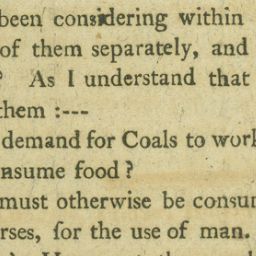 been considering within
of them separately, and
? As I understand that
them :---
demand for Coals to work
nsume food?
must otherwise be consum
rses, for the use of man.